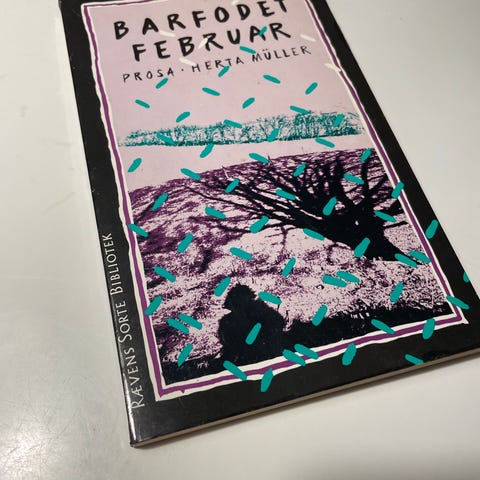 BARFODET
FEBRUAR
PROSA · HERTA MÜLLER
RÆVENS SORTE BIBLIOTEK